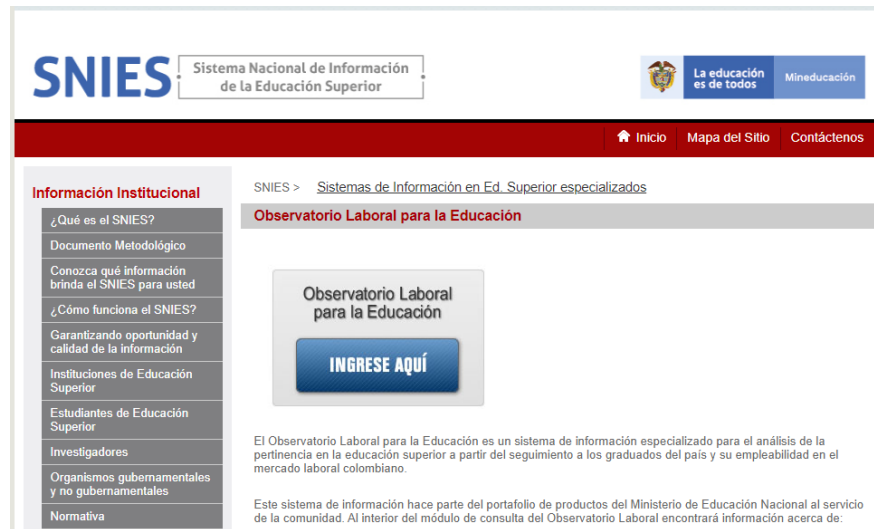 SNIES
Sistema Nacional de Información
de la Educación Superior
La educación
es de todos
Mineducación
Inicio
Mapa del Sitio
Contáctenos
Información Institucional
¿Qué es el SNIES?
Documento Metodológico
Conozca qué información
brinda el SNIES para usted
¿Cómo funciona el SNIES?
Garantizando oportunidad y
calidad de la información
Instituciones de Educación
Superior
Estudiantes de Educación
Superior
Investigadores
Organismos gubernamentales
y no gubernamentales
Normativa
SNIES > Sistemas de Información en Ed. Superior especializados
Observatorio Laboral para la Educación
Observatorio Laboral
para la Educación
INGRESE AQUÍ
El Observatorio Laboral para la Educación es un sistema de información especializado para el análisis de la
pertinencia en la educación superior a partir del seguimiento a los graduados del país y su empleabilidad en el
mercado laboral colombiano.
Este sistema de información hace parte del portafolio de productos del Ministerio de Educación Nacional al servicio
de la comunidad. Al interior del módulo de consulta del Observatorio Laboral encontrará información acerca de: